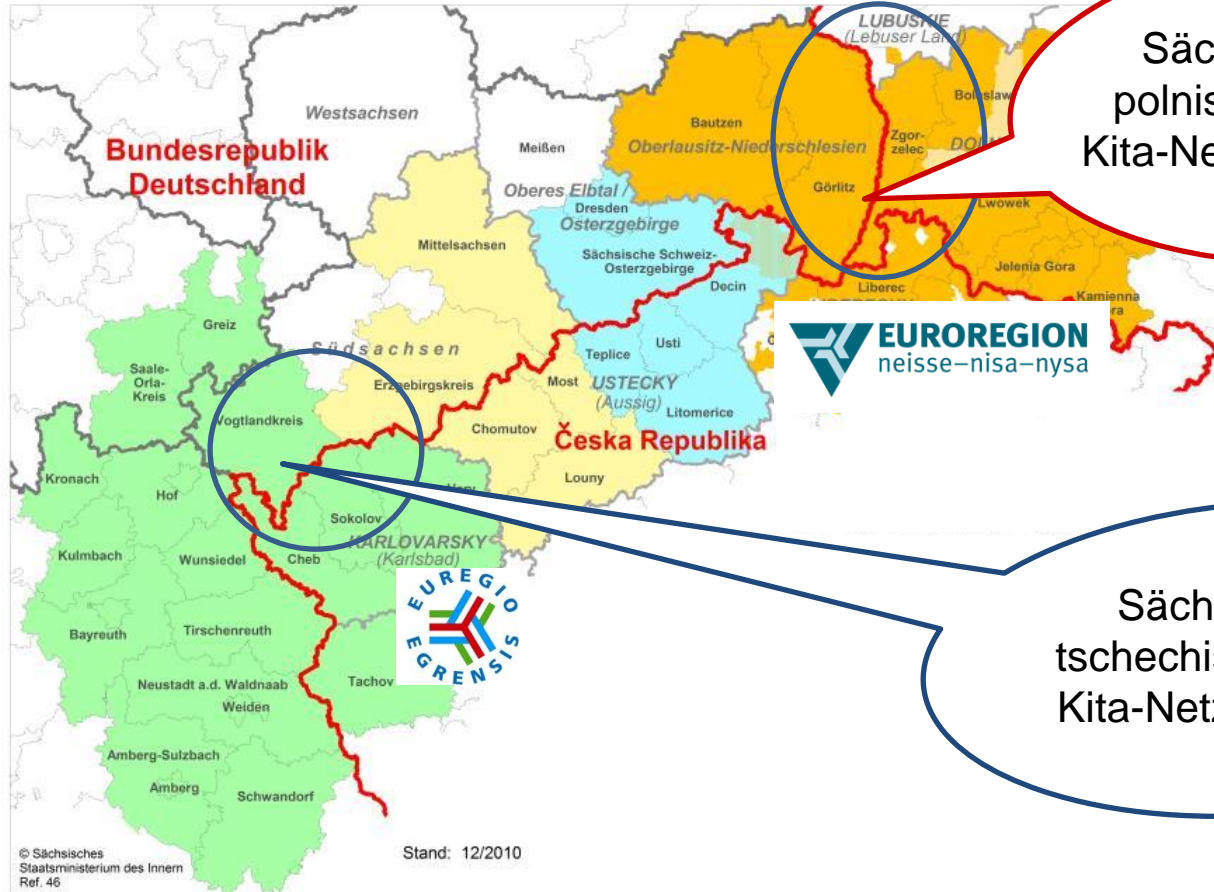 LUBUSKIE
(Lebuser Land)
Säc
polnis
Kita-Ne
Westsachsen
Bundesrepublik
Deutschland
Meißen
Bautzen
Oberlausitz-Niederschlesien
Boleslaw
Zgor-
zelec
Görlitz
Oberes Elbtal /
Dresden
Osterzgebirge
Mittelsachsen
Sächsische Schweiz-
Osterzgebirge
Decin
Lwowek
Jelenia Gora
Kamienna
ra
Liberec
Greiz
Südsachsen
EUROREGION
neisse–nisa–nysa
Saale-
Orla-
Kreis
Erzgebirgskreis
Teplice
Usti
Most
USTECKY
(Aussig)
Litomerice
Vogtlandkreis
Chomutov
Česka Republika
Louny
Kronach
Hof
Sokolov
Kulmbach
Wunsiedel
Cheb
KARLOVARSKY
(Karlsbad)
EUREGIO
EGRENSIS
Bayreuth
Tirschenreuth
Säch
tschechis
Kita-Netz
Neustadt a.d. Waldnaab
Weiden
Tachov
Amberg-Sulzbach
Amberg
Schwandorf
© Sächsisches
Staatsministerium des Innern
Ref. 46
Stand: 12/2010